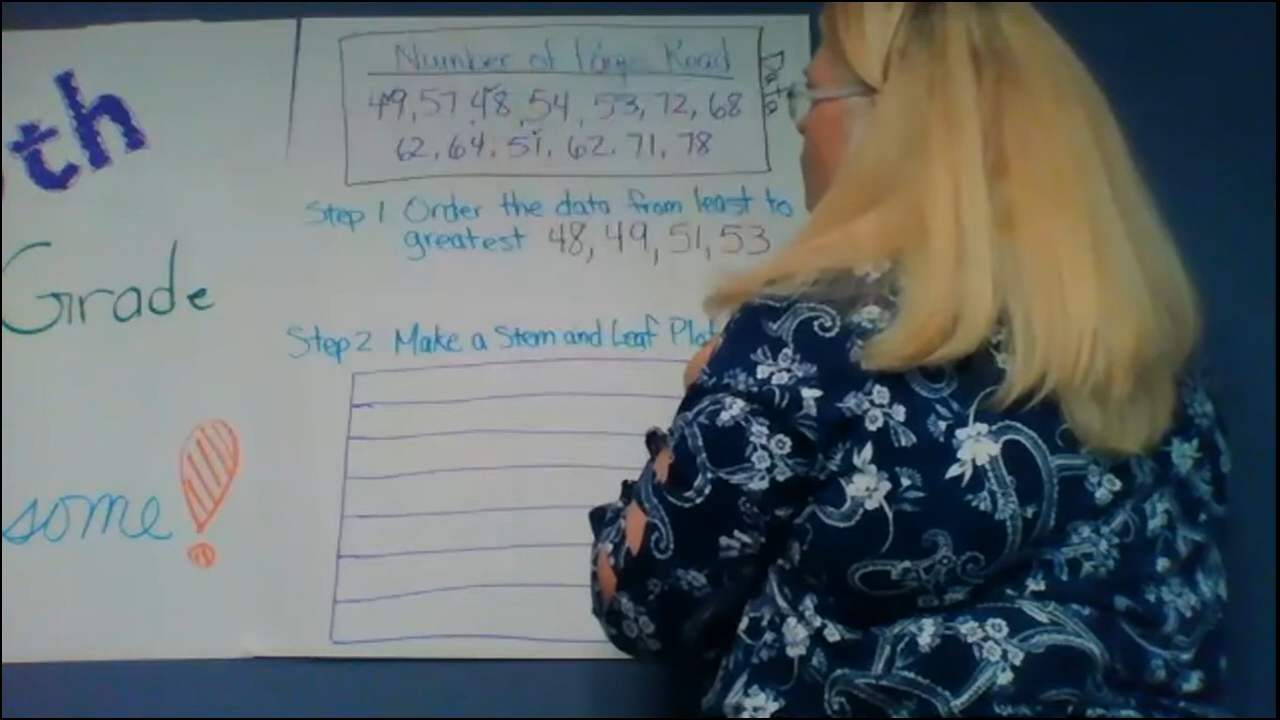 th
Grade
some!
Number of Pages Read
Data
49, 57, 48, 54, 53, 72, 68
62, 64, 51, 62, 71, 78
Step 1 Order the data from least to
greatest 48, 49, 51, 53
Step 2 Make a Stem and Leaf Plot